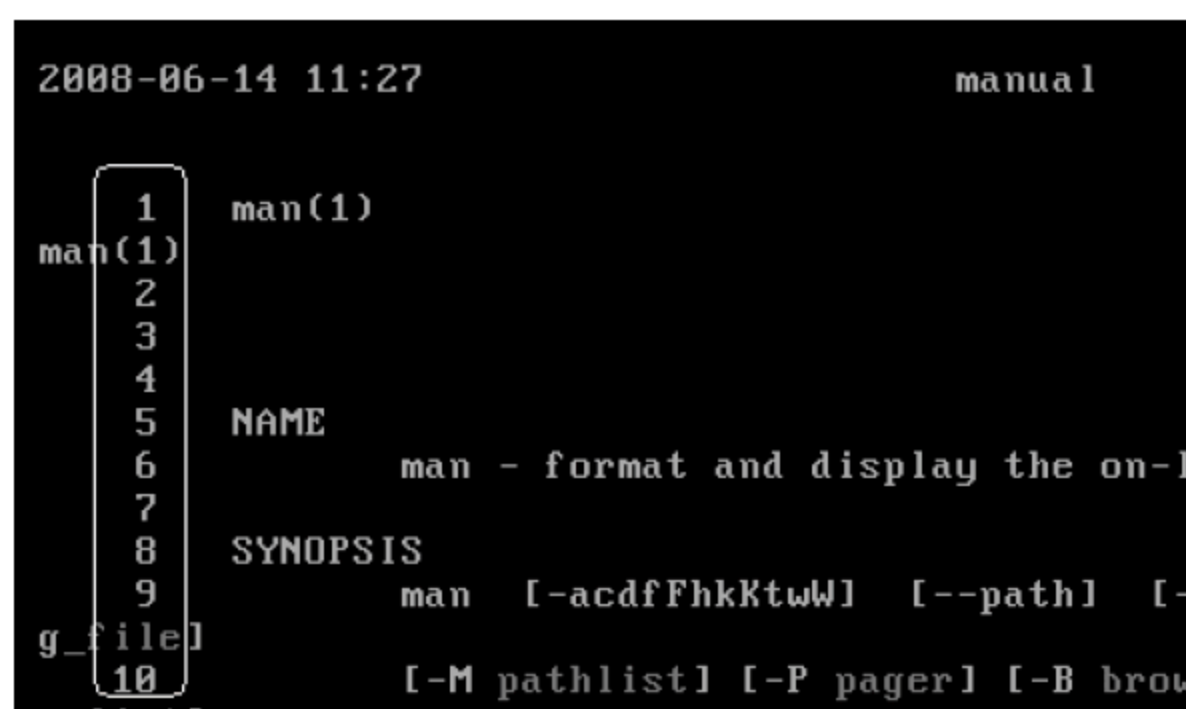 2008-06-14 11:27 manual
1 man(1)
man(1)
2
3
4
5 NAME
6 man - format and display the on-
7
8 SYNOPSIS
9 man [-acdfFhkKtwW] [--path] [-
g_file]
10 [-M pathlist] [-P pager] [-B